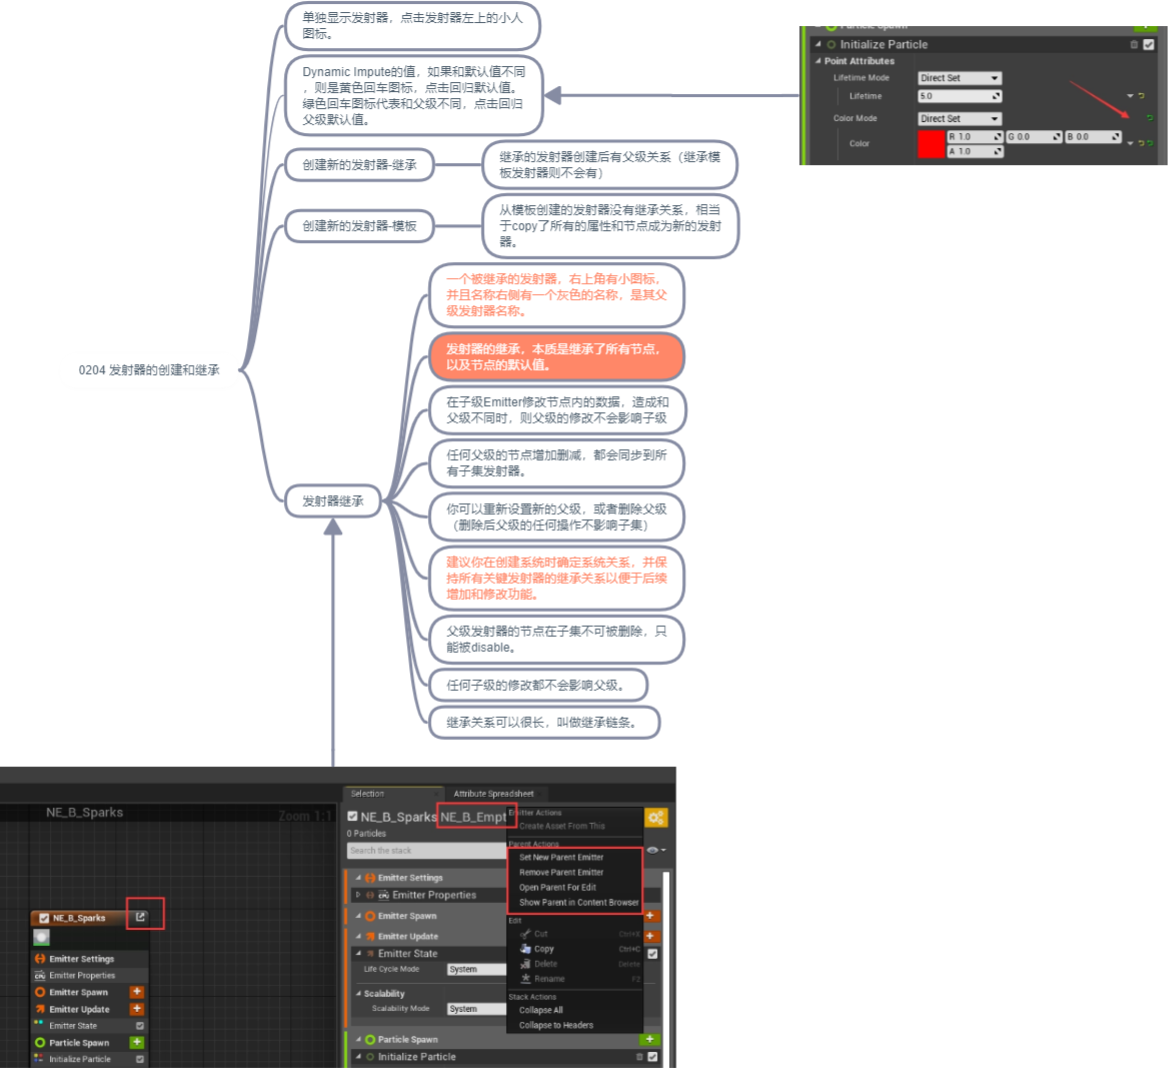 单独显示发射器，点击发射器左上的小人
图标。
Dynamic Impute的值，如果和默认值不同
，则是黄色回车图标，点击回归默认值。
绿色回车图标代表和父级不同，点击回归
父级默认值。
创建新的发射器-继承
继承的发射器创建后有父级关系（继承模
板发射器则不会有）
创建新的发射器-模板
从模板创建的发射器没有继承关系，相当
于copy了所有的属性和节点成为新的发射
器。
0204 发射器的创建和继承
发射器继承
一个被继承的发射器，右上角有小图标，
并且名称右侧有一个灰色的名称，是其父
级发射器名称。
发射器的继承，本质是继承了所有节点，
以及节点的默认值。
在子级Emitter修改节点内的数据，造成和
父级不同时，则父级的修改不会影响子级
任何父级的节点增加删减，都会同步到所
有子集发射器。
你可以重新设置新的父级，或者删除父级
（删除后父级的任何操作不影响子集）
建议你在创建系统时确定系统关系，并保
持所有关键发射器的继承关系以便于后续
增加和修改功能。
父级发射器的节点在子集不可被删除，只
能被disable。
任何子级的修改都不会影响父级。
继承关系可以很长，叫做继承链条。
Initialize Particle
Point Attributes
Lifetime Mode Direct Set
Lifetime 5.0
Color Mode Direct Set
Color R 1.0 G 0.0 B 0.0
A 1.0
NE_B_Sparks
Zoom 1:1
NE_B_Sparks
Emitter Settings
Emitter Properties
Emitter Spawn
Emitter Update
Emitter State
Particle Spawn
Initialize Particle
Selection
Attribute Spreadsheet
NE_B_Sparks NE_B_Empt
0 Particles
Search the stack
Emitter Settings
Emitter Properties
Emitter Spawn
Emitter Update
Emitter State
Life Cycle Mode System
Scalability
Scalability Mode System
Particle Spawn
Initialize Particle
Emitter Actions
Create Asset From This
Parent Actions
Set New Parent Emitter
Remove Parent Emitter
Open Parent For Edit
Show Parent in Content Browser
Edit
Cut Ctrl+X
Copy Ctrl+C
Delete Delete
Rename F2
Stack Actions
Collapse All
Collapse to Headers